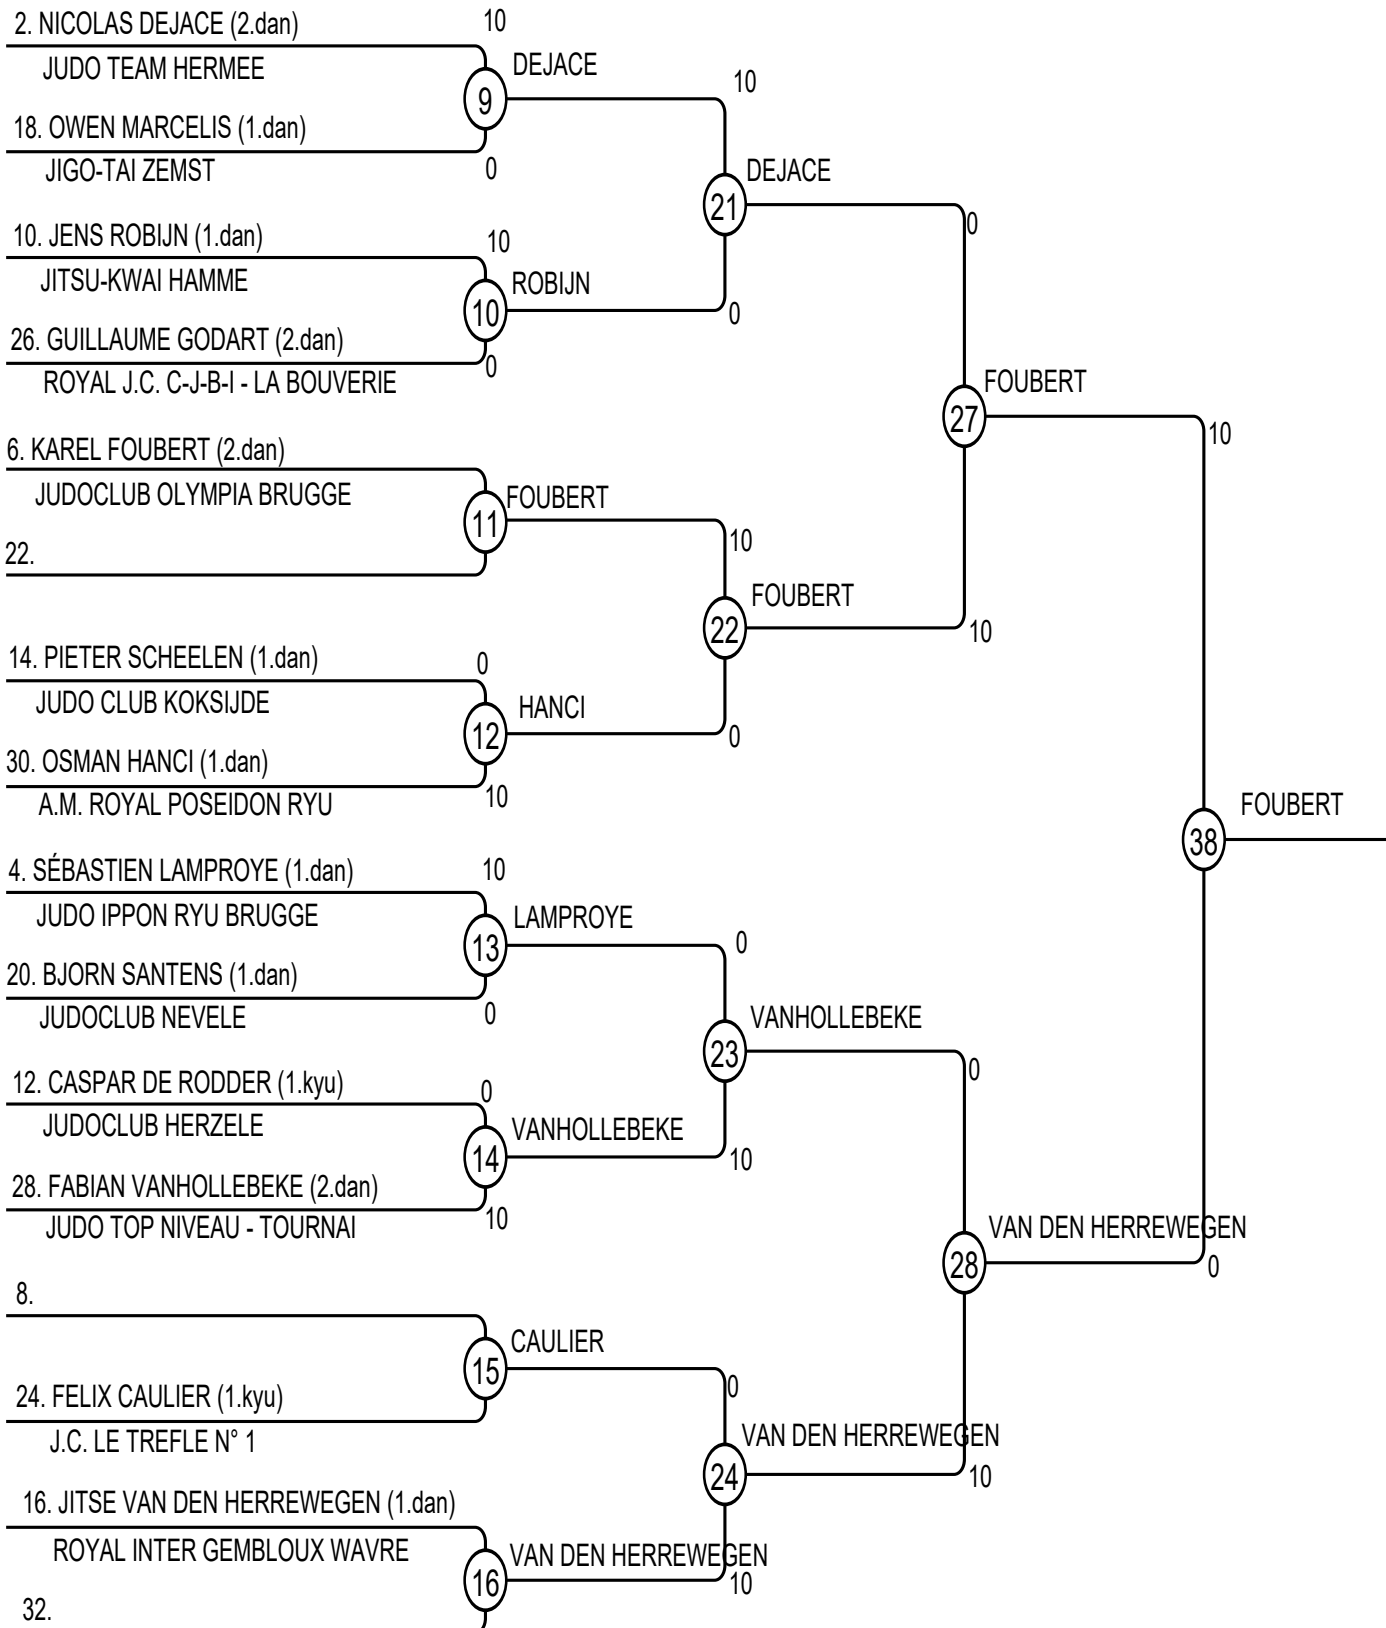 2. NICOLAS DEJACE (2.dan)
10
JUDO TEAM HERMEE
DEJACE
9
10
18. OWEN MARCELIS (1.dan)
JIGO-TAI ZEMST
0
DEJACE
21
0
10. JENS ROBIJN (1.dan)
10
JITSU-KWAI HAMME
ROBIJN
10
0
26. GUILLAUME GODART (2.dan)
0
ROYAL J.C. C-J-B-I - LA BOUVERIE
FOUBERT
27
10
6. KAREL FOUBERT (2.dan)
JUDOCLUB OLYMPIA BRUGGE
FOUBERT
11
10
22.
FOUBERT
22
10
14. PIETER SCHEELEN (1.dan)
0
JUDO CLUB KOKSIJDE
HANCI
12
0
30. OSMAN HANCI (1.dan)
10
A.M. ROYAL POSEIDON RYU
FOUBERT
38
4. SÉBASTIEN LAMPROYE (1.dan)
10
JUDO IPPON RYU BRUGGE
LAMPROYE
13
0
20. BJORN SANTENS (1.dan)
0
JUDOCLUB NEVELE
VANHOLLEBEKE
23
0
12. CASPAR DE RODDER (1.kyu)
0
JUDOCLUB HERZELE
VANHOLLEBEKE
14
10
28. FABIAN VANHOLLEBEKE (2.dan)
10
JUDO TOP NIVEAU - TOURNAI
VAN DEN HERREWEGEN
28
0
8.
CAULIER
15
0
24. FELIX CAULIER (1.kyu)
J.C. LE TREFLE N° 1
VAN DEN HERREWEGEN
24
10
16. JITSE VAN DEN HERREWEGEN (1.dan)
ROYAL INTER GEMBLOUX WAVRE
VAN DEN HERREWEGEN
16
10
32.